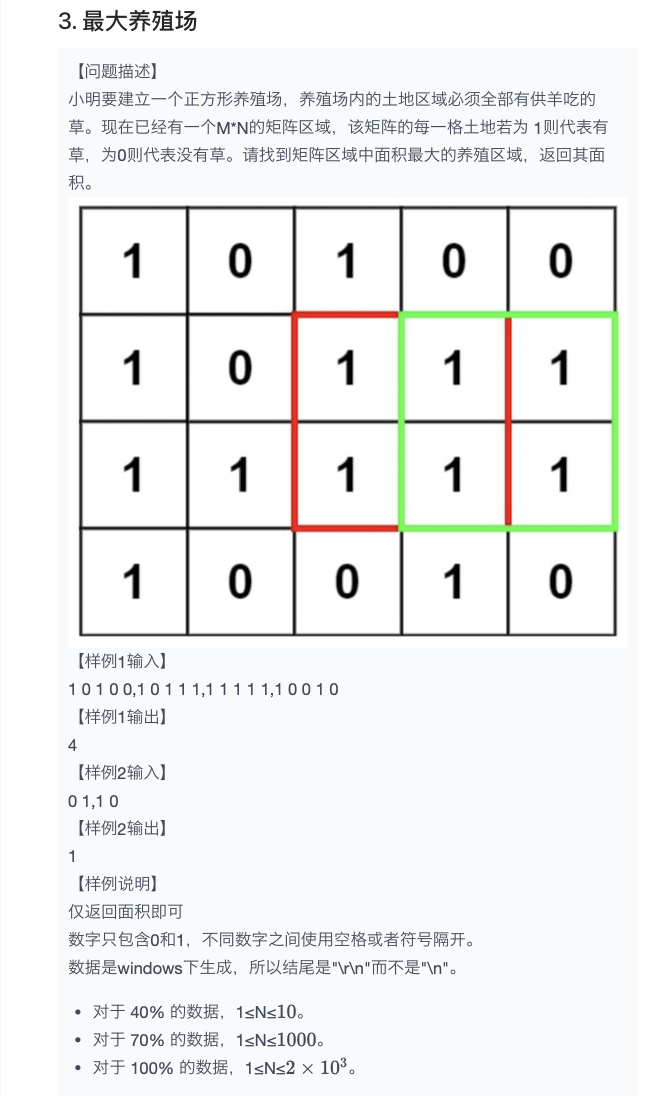 3. 最大养殖场
【问题描述】
小明要建立一个正方形养殖场，养殖场内的土地区域必须全部有供羊吃的
草。现在已经有一个M*N的矩阵区域，该矩阵的每一格土地若为 1则代表有
草，为0则代表没有草。请找到矩阵区域中面积最大的养殖区域，返回其面
积。
1 0 1 0 0
1 0 1 1 1
1 1 1 1 1
1 0 0 1 0
【样例1输入】
1 0 1 0 0,1 0 1 1 1,1 1 1 1 1,1 0 0 1 0
【样例1输出】
4
【样例2输入】
0 1,1 0
【样例2输出】
1
【样例说明】
仅返回面积即可
数字只包含0和1，不同数字之间使用空格或者符号隔开。
数据是windows下生成，所以结尾是"\r\n"而不是"\n"。
• 对于 40% 的数据，1≤N≤10。
• 对于 70% 的数据，1≤N≤1000。
• 对于 100% 的数据，1≤N≤2 × 10³。